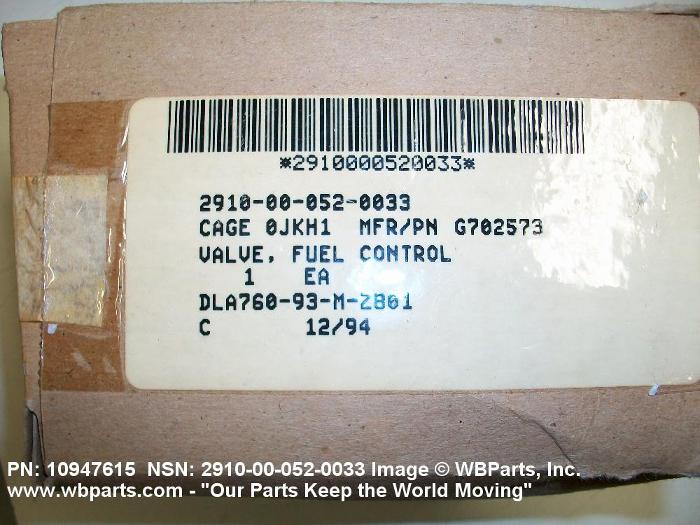 *2910000520033*
2910-00-052-0033
CAGE 0JKH1 MFR/PN G702573
VALVE, FUEL CONTROL
1 EA
DLA760-93-M-ZB01
C 12/94
PN: 10947615 NSN: 2910-00-052-0033 Image © WBParts, Inc.
www.wbparts.com - "Our Parts Keep the World Moving"